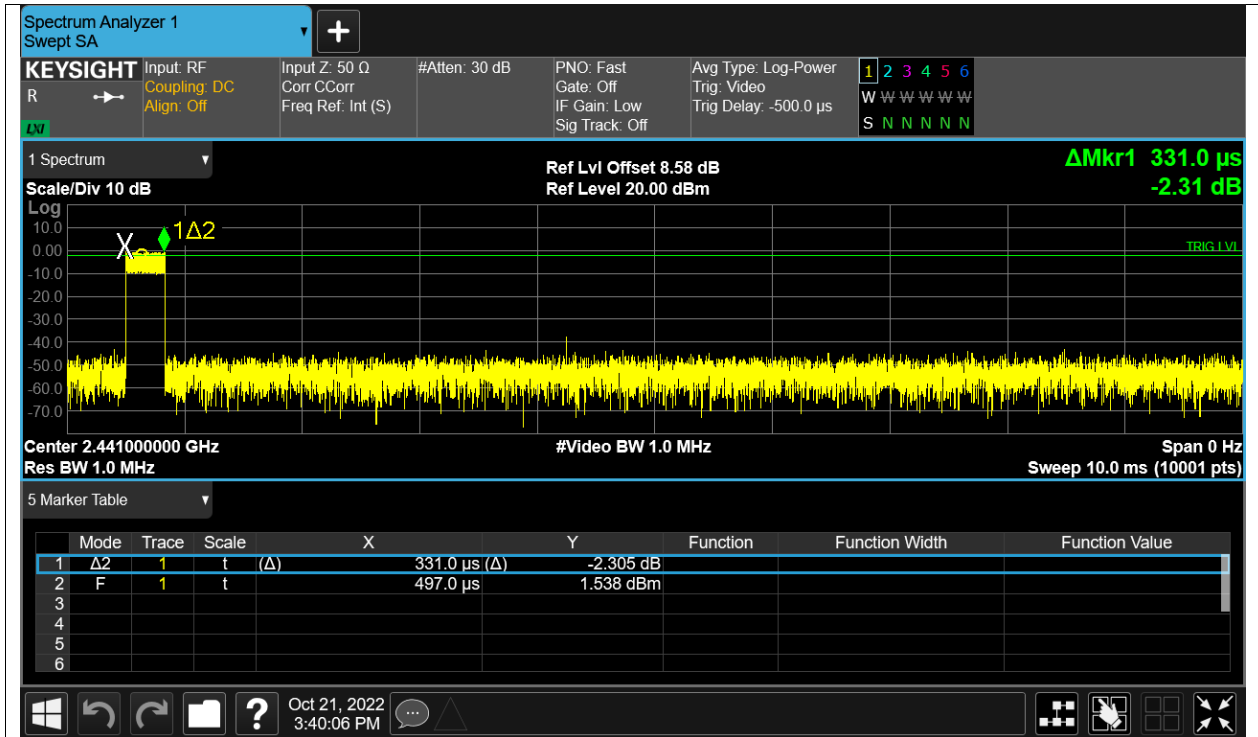 Spectrum Analyzer 1
Swept SA
+
KEYSIGHT Input: RF Input Z: 50 Ω #Atten: 30 dB PNO: Fast Avg Type: Log-Power 1 2 3 4 5 6
R Coupling: DC Corr CCorr Gate: Off Trig: Video W W W W W W
Align: Off Freq Ref: Int (S) IF Gain: Low Trig Delay: -500.0 µs
LXI Sig Track: Off S N N N N N
1 Spectrum Ref Lvl Offset 8.58 dB ΔMkr1 331.0 µs
Scale/Div 10 dB Ref Level 20.00 dBm -2.31 dB
Log
10.0 X 1Δ2
0.00 TRIG LVL
-10.0
-20.0
-30.0
-40.0
-50.0
-60.0
-70.0
Center 2.441000000 GHz #Video BW 1.0 MHz Span 0 Hz
Res BW 1.0 MHz Sweep 10.0 ms (10001 pts)
5 Marker Table
Mode Trace Scale X Y Function Function Width Function Value
1 Δ2 1 t (Δ) 331.0 µs (Δ) -2.305 dB
2 F 1 t 497.0 µs 1.538 dBm
3
4
5
6
? Oct 21, 2022
3:40:06 PM